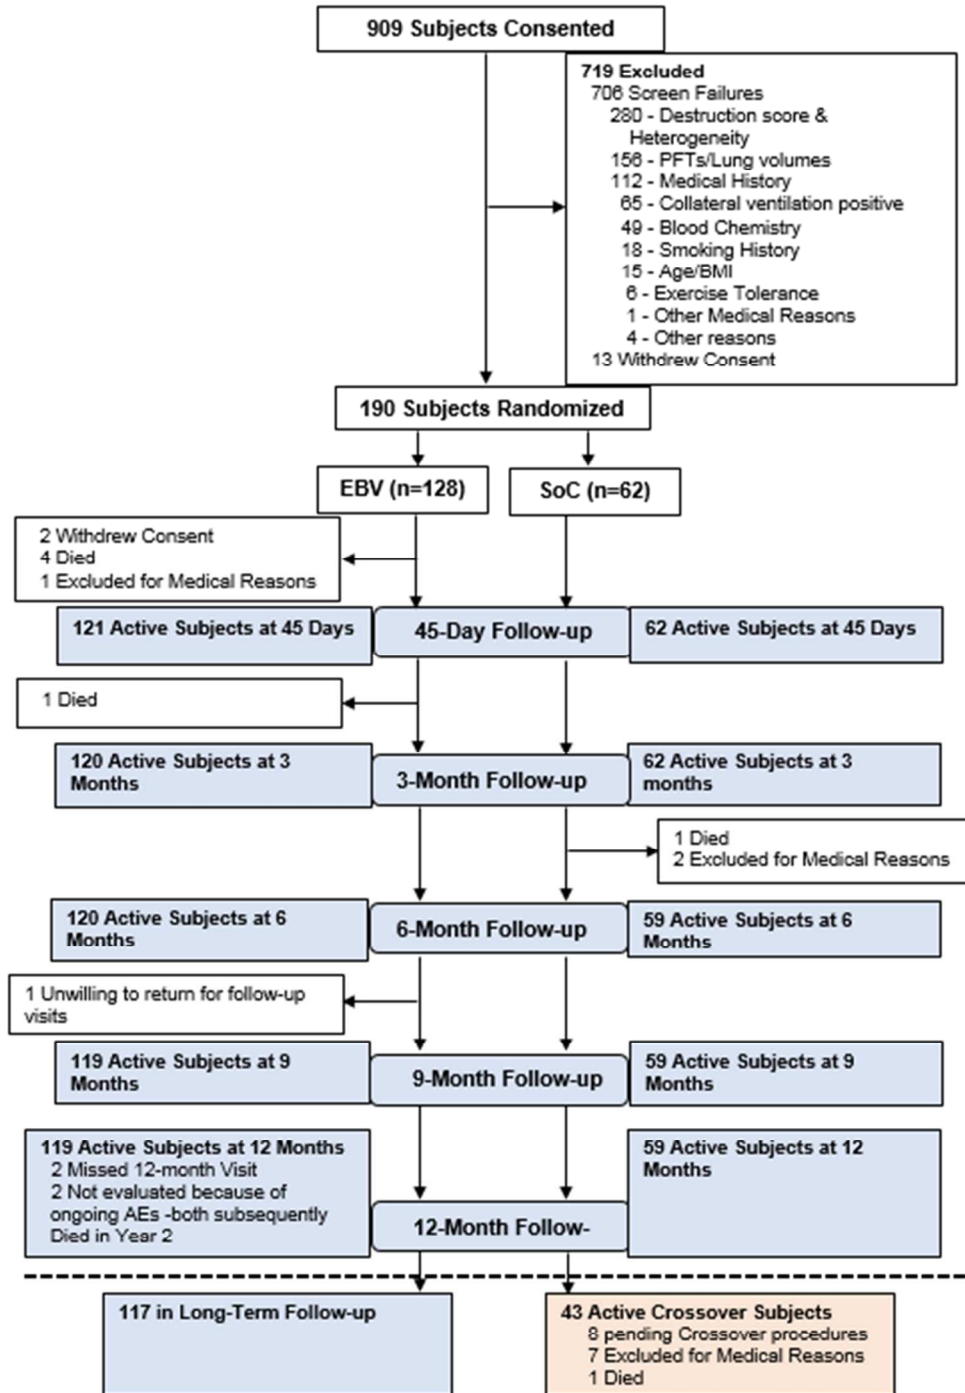 909 Subjects Consented
719 Excluded
706 Screen Failures
280 - Destruction score &
Heterogeneity
156 - PFTs/Lung volumes
112 - Medical History
65 - Collateral ventilation positive
49 - Blood Chemistry
18 - Smoking History
15 - Age/BMI
6 - Exercise Tolerance
1 - Other Medical Reasons
4 - Other reasons
13 Withdrew Consent
190 Subjects Randomized
EBV (n=128)
SoC (n=62)
2 Withdrew Consent
4 Died
1 Excluded for Medical Reasons
121 Active Subjects at 45 Days
45-Day Follow-up
62 Active Subjects at 45 Days
1 Died
120 Active Subjects at 3
Months
3-Month Follow-up
62 Active Subjects at 3
months
1 Died
2 Excluded for Medical Reasons
120 Active Subjects at 6
Months
6-Month Follow-up
59 Active Subjects at 6
Months
1 Unwilling to return for follow-up
visits
119 Active Subjects at 9
Months
9-Month Follow-up
59 Active Subjects at 9
Months
119 Active Subjects at 12 Months
2 Missed 12-month Visit
2 Not evaluated because of
ongoing AEs -both subsequently
Died in Year 2
12-Month Follow-
59 Active Subjects at 12
Months
117 in Long-Term Follow-up
43 Active Crossover Subjects
8 pending Crossover procedures
7 Excluded for Medical Reasons
1 Died